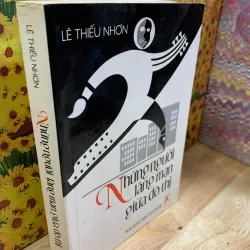 LÊ THIẾU NHƠN
Những người
lãng mạn
giữa đô thị
LÊ THIẾU NHƠN
Những người lãng mạn giữa đô thị